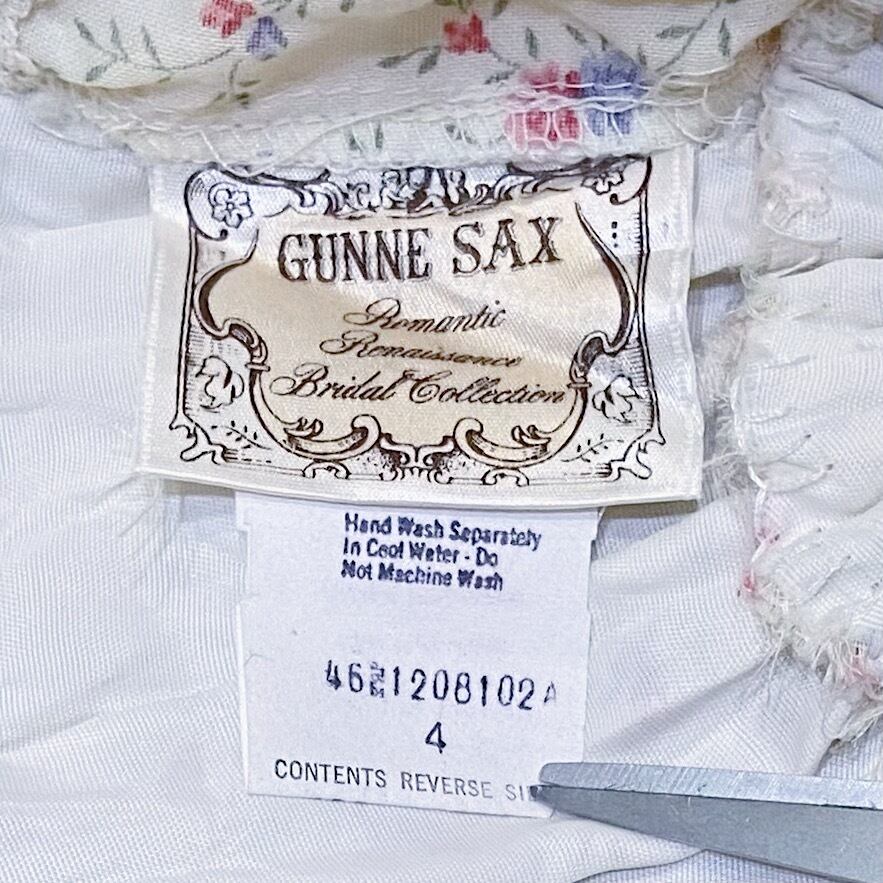 GUNNE SAX
Romantic
Renaissance
Bridal Collection
Hand Wash Separately
In Cool Water - Do
Not Machine Wash
1208102A
4
CONTENTS REVERSE